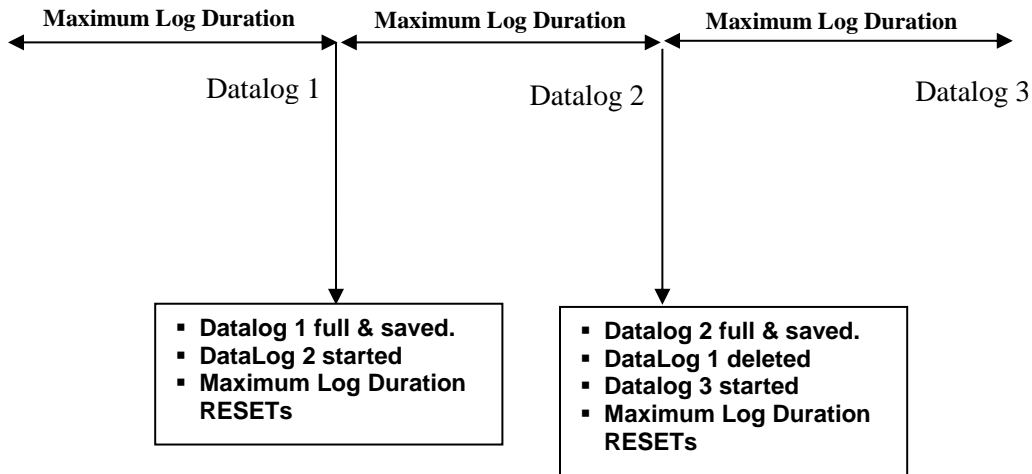 Maximum Log Duration
Maximum Log Duration
Maximum Log Duration
Datalog 1
Datalog 2
Datalog 3
▪ Datalog 1 full & saved.
▪ DataLog 2 started
▪ Maximum Log Duration
RESETs
▪ Datalog 2 full & saved.
▪ DataLog 1 deleted
▪ Datalog 3 started
▪ Maximum Log Duration
RESETs